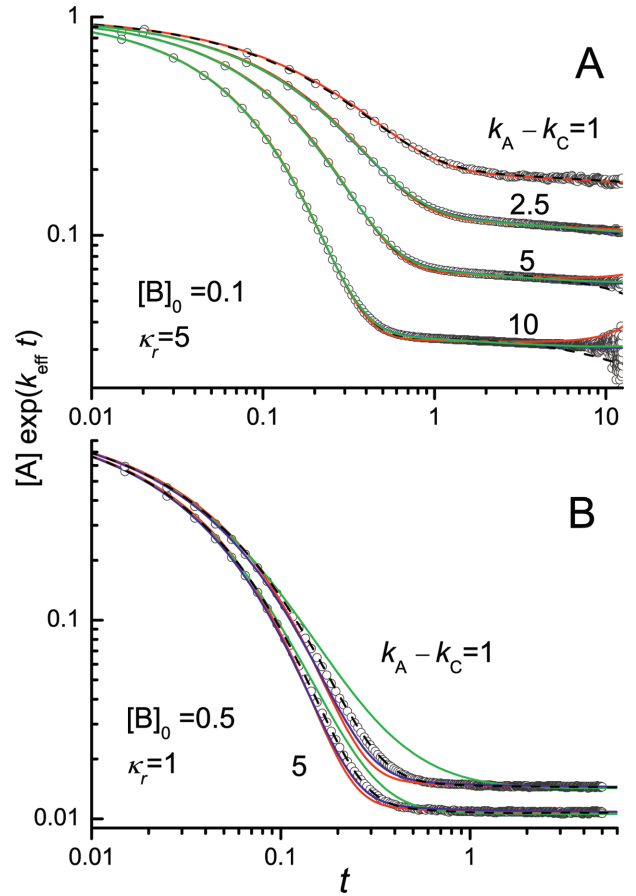 1
A
k_A – k_C=1
2.5
0.1
5
[B]_0 =0.1
κ_r=5
10
0.01 0.1 1 10
[A] exp(k_eff t)
B
0.1
k_A – k_C=1
[B]_0 =0.5
κ_r=1
5
0.01
0.01 0.1 1
t